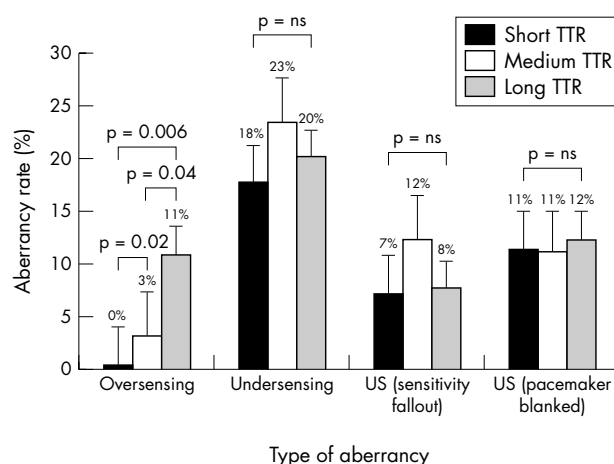 Short TTR
Medium TTR
Long TTR
Aberrancy rate (%)
30
25
20
15
10
5
0
p = 0.006
p = 0.04
p = 0.02
0%
3%
11%
p = ns
18%
23%
20%
p = ns
7%
12%
8%
p = ns
11%
11%
12%
Oversensing
Undersensing
US (sensitivity
fallout)
US (pacemaker
blanked)
Type of aberrancy